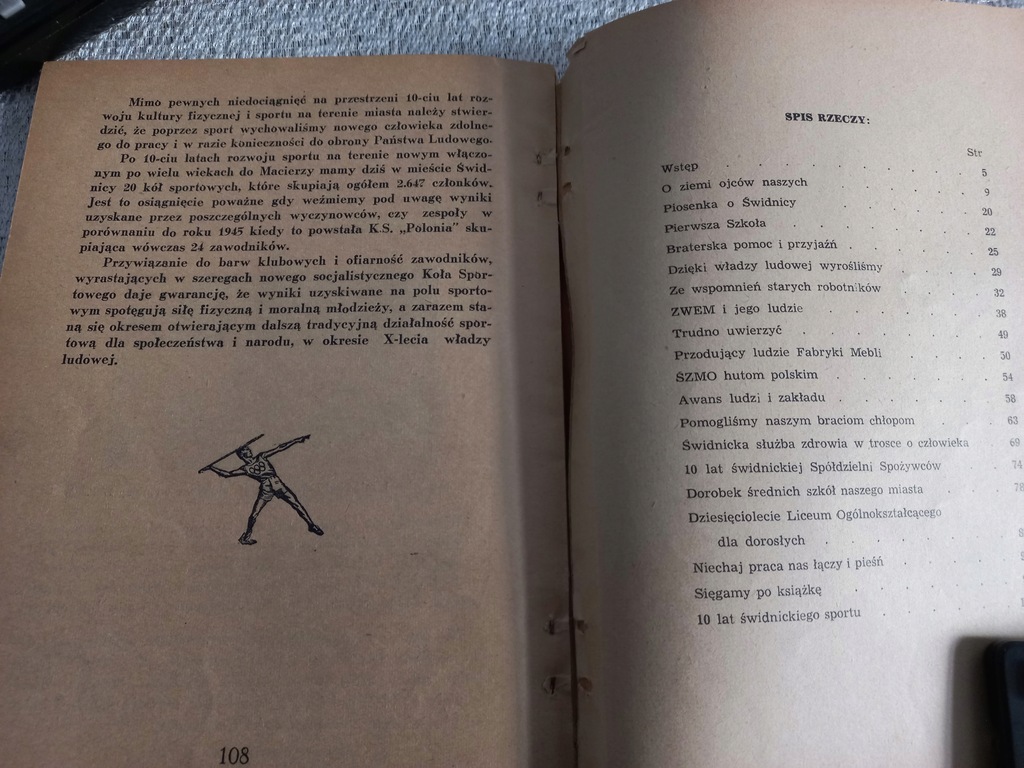 Mimo pewnych niedociągnięć na przestrzeni 10-ciu lat roz-
woju kultury fizycznej i sportu na terenie miasta należy stwier-
dzić, że poprzez sport wychowaliśmy nowego człowieka zdolne-
go do pracy i w razie konieczności do obrony Państwa Ludowego.
Po 10-ciu latach rozwoju sportu na terenie nowym włączo-
nym po wielu wiekach do Macierzy mamy dziś w mieście Świd-
nicy 20 kół sportowych, które skupiają ogółem 2.647 członków.
Jest to osiągnięcie poważne gdy weźmiemy pod uwagę wyniki
uzyskane przez poszczególnych wyczynowców, czy zespoły w
porównaniu do roku 1945 kiedy to powstała K.S. „Polonia" sku-
piająca wówczas 24 zawodników.
Przywiązanie do barw klubowych i ofiarność zawodników,
wyrastających w szeregach nowego socjalistycznego Koła Spor-
towego daje gwarancję, że wyniki uzyskiwane na polu sporto-
wym spotęgują siłę fizyczną i moralną młodzieży, a zarazem sta-
ną się okresem otwierającym dalszą tradycyjną działalność spor-
tową dla społeczeństwa i narodu, w okresie X-lecia władzy
ludowej.
108
SPIS RZECZY:
Str
Wstęp . . . . . . . 5
O ziemi ojców naszych . . . . . 9
Piosenka o Świdnicy . . . . . 20
Pierwsza Szkoła . . . . . . 22
Braterska pomoc i przyjaźń . . . . . 25
Dzięki władzy ludowej wyrośliśmy . . . . 29
Ze wspomnień starych robotników . . . . 32
ZWEM i jego ludzie . . . . . . 38
Trudno uwierzyć . . . . . . 49
Przodujący ludzie Fabryki Mebli . . . . 50
ŚZMO hutom polskim . . . . . . 54
Awans ludzi i zakładu . . . . . . 58
Pomogliśmy naszym braciom chłopom . . . 63
Świdnicka służba zdrowia w trosce o człowieka . 69
10 lat świdnickiej Spółdzielni Spożywców . . 74
Dorobek średnich szkół naszego miasta . . . 78
Dziesięciolecie Liceum Ogólnokształcącego
dla dorosłych . . . . . .
Niechaj praca nas łączy i pieśń . . . .
Sięgamy po książkę . . . . . .
10 lat świdnickiego sportu . . . . .